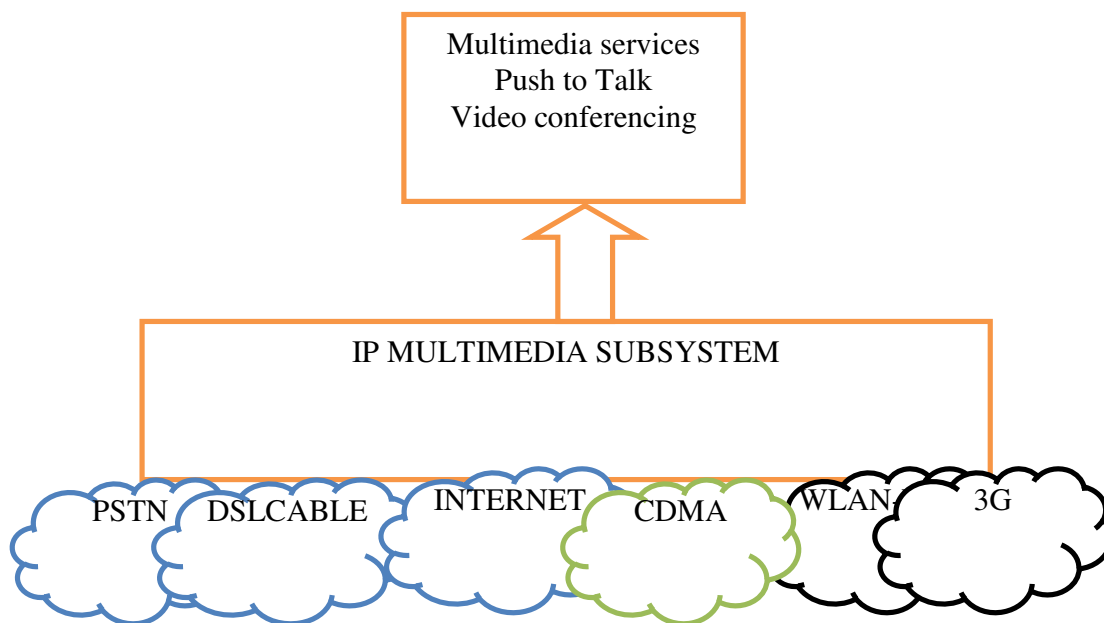 Multimedia services
Push to Talk
Video conferencing
IP MULTIMEDIA SUBSYSTEM
PSTN
DSLCABLE
INTERNET
CDMA
WLAN
3G